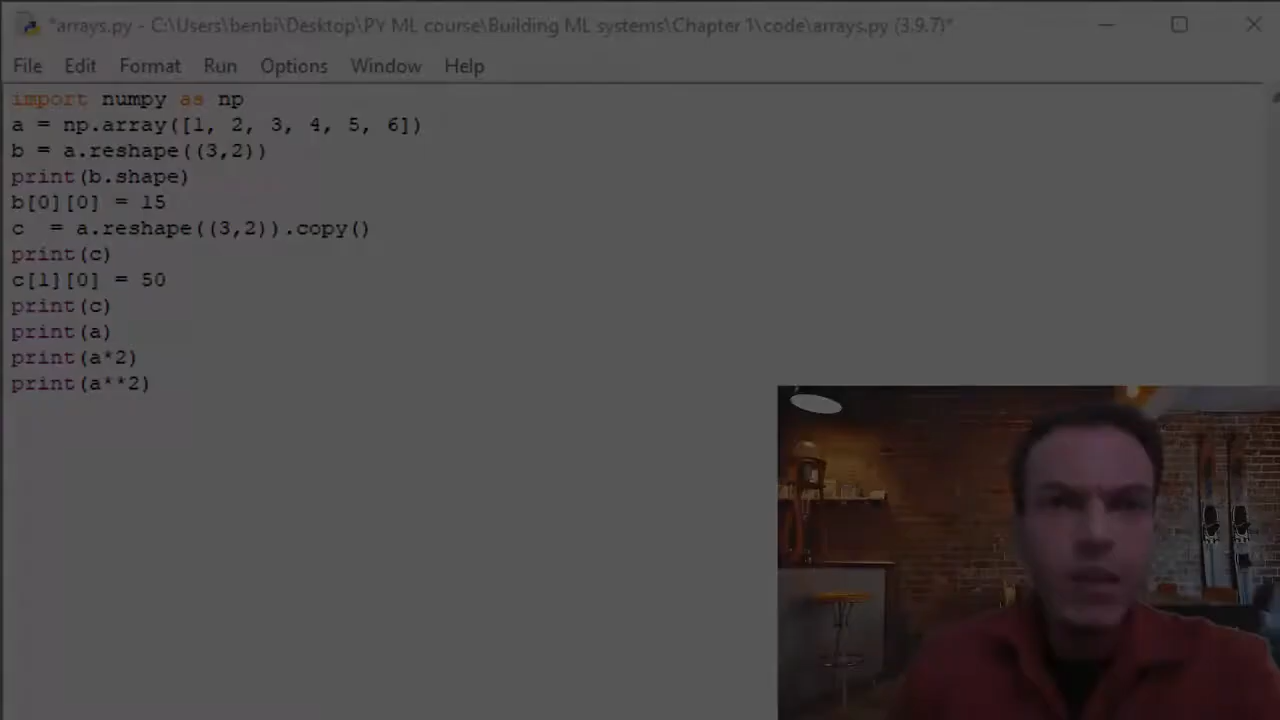 *arrays.py - C:\Users\benbi\Desktop\PY ML course\Building ML systems\Chapter 1\code\arrays.py (3.9.7)*
File Edit Format Run Options Window Help
import numpy as np
a = np.array([1, 2, 3, 4, 5, 6])
b = a.reshape((3,2))
print(b.shape)
b[0][0] = 15
c  = a.reshape((3,2)).copy()
print(c)
c[1][0] = 50
print(c)
print(a)
print(a*2)
print(a**2)